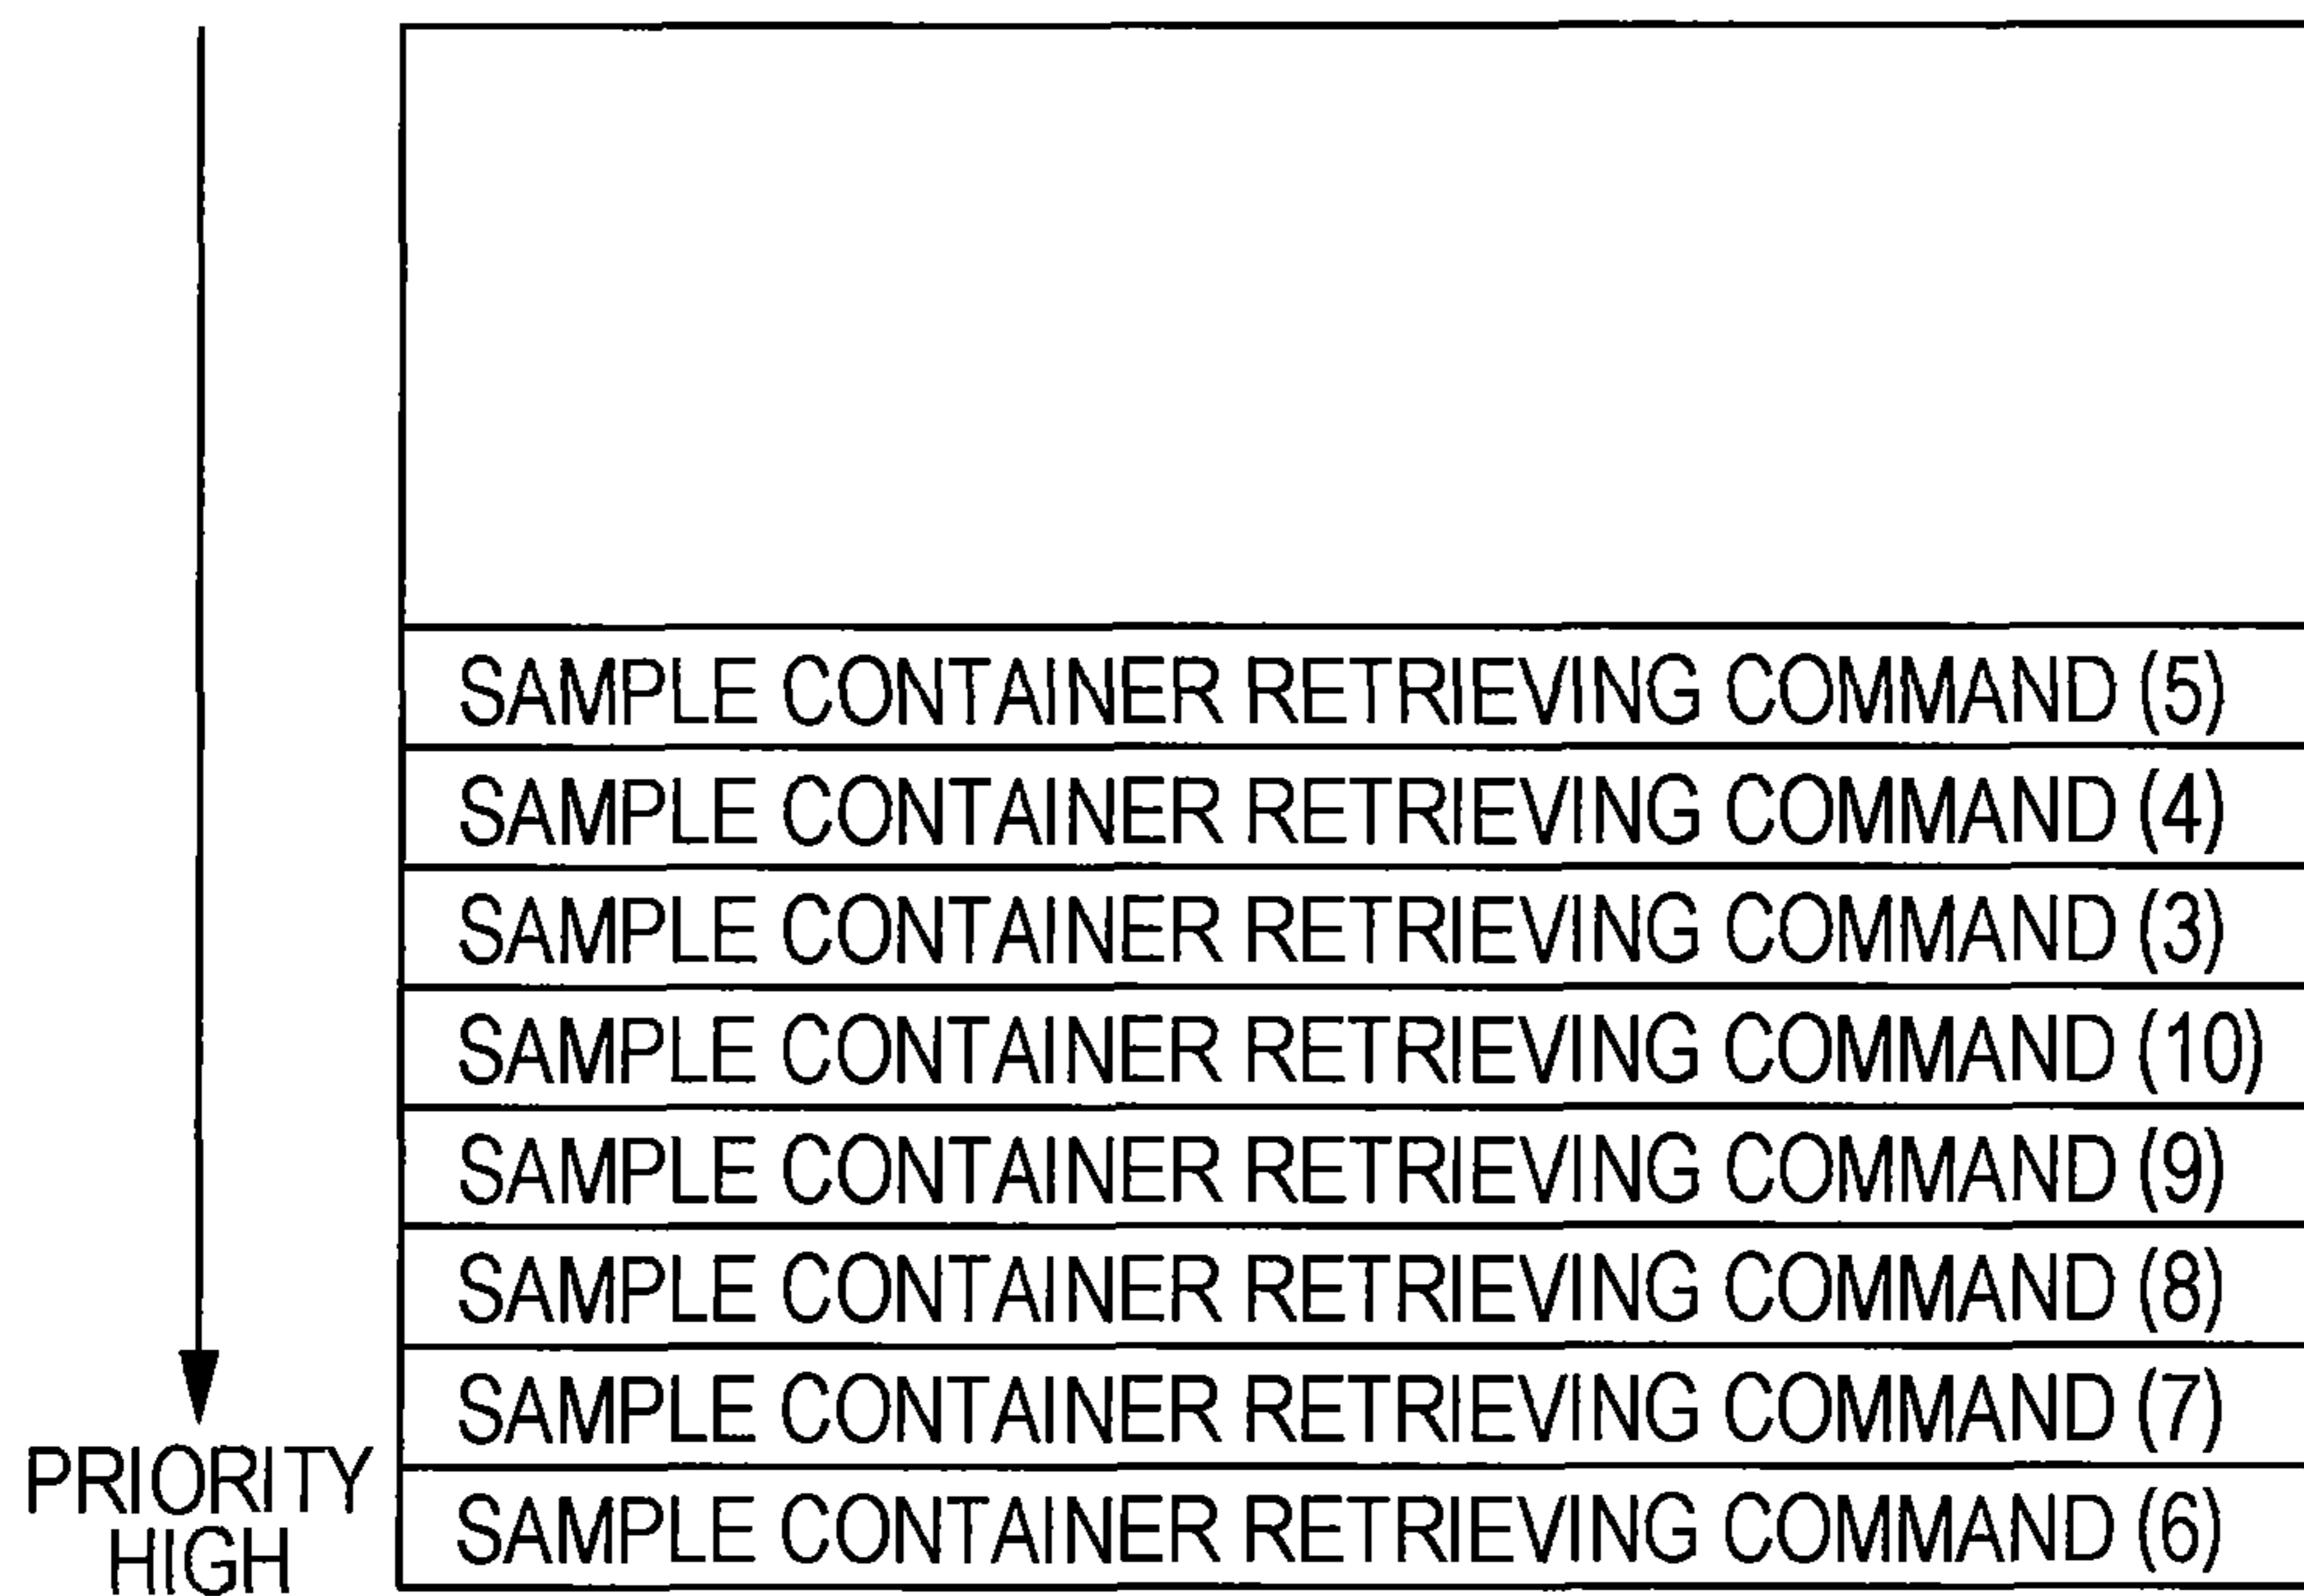 SAMPLE CONTAINER RETRIEVING COMMAND (5)
SAMPLE CONTAINER RETRIEVING COMMAND (4)
SAMPLE CONTAINER RETRIEVING COMMAND (3)
SAMPLE CONTAINER RETRIEVING COMMAND (10)
SAMPLE CONTAINER RETRIEVING COMMAND (9)
SAMPLE CONTAINER RETRIEVING COMMAND (8)
SAMPLE CONTAINER RETRIEVING COMMAND (7)
SAMPLE CONTAINER RETRIEVING COMMAND (6)
PRIORITY
HIGH